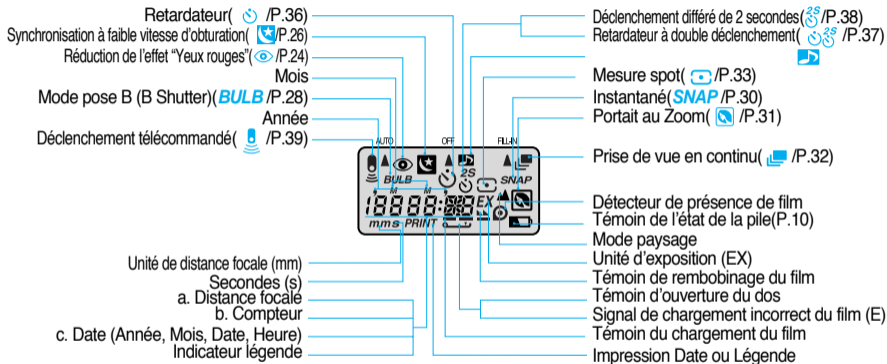 Retardateur( /P.36)
Synchronisation à faible vitesse d'obturation( /P.26)
Réduction de l'effet "Yeux rouges"( /P.24)
Mois
Mode pose B (B Shutter)(BULB /P.28)
Année
Déclenchement télécommandé( /P.39)
Déclenchement différé de 2 secondes(2S/P.38)
Retardateur à double déclenchement( 2S /P.37)
Mesure spot( /P.33)
Instantané(SNAP /P.30)
Portait au Zoom( /P.31)
Prise de vue en continu( /P.32)
AUTO OFF FILL-IN
BULB 2S SNAP
M M
18888:88 EX
mm s PRINT
Détecteur de présence de film
Témoin de l'état de la pile(P.10)
Mode paysage
Unité d'exposition (EX)
Témoin de rembobinage du film
Témoin d'ouverture du dos
Signal de chargement incorrect du film (E)
Témoin du chargement du film
Impression Date ou Légende
Unité de distance focale (mm)
Secondes (s)
a. Distance focale
b. Compteur
c. Date (Année, Mois, Date, Heure)
Indicateur légende